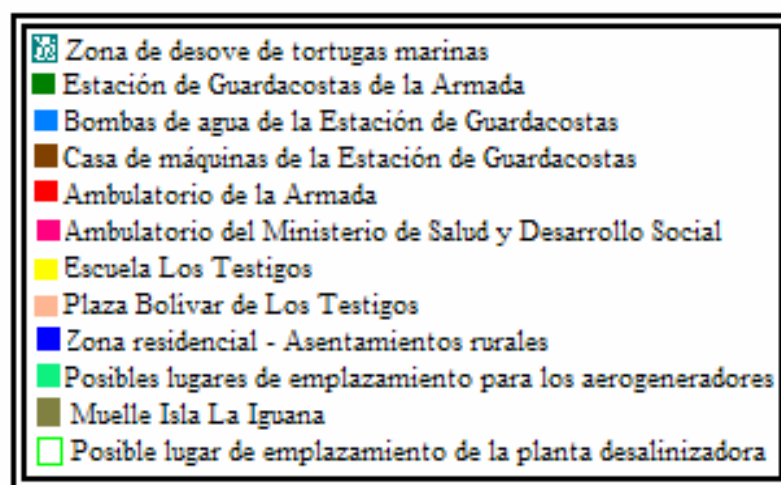 Zona de desove de tortugas marinas
Estación de Guardacostas de la Armada
Bombas de agua de la Estación de Guardacostas
Casa de máquinas de la Estación de Guardacostas
Ambulatorio de la Armada
Ambulatorio del Ministerio de Salud y Desarrollo Social
Escuela Los Testigos
Plaza Bolivar de Los Testigos
Zona residencial - Asentamientos rurales
Posibles lugares de emplazamiento para los aerogeneradores
Muelle Isla La Iguana
Posible lugar de emplazamiento de la planta desalinizadora